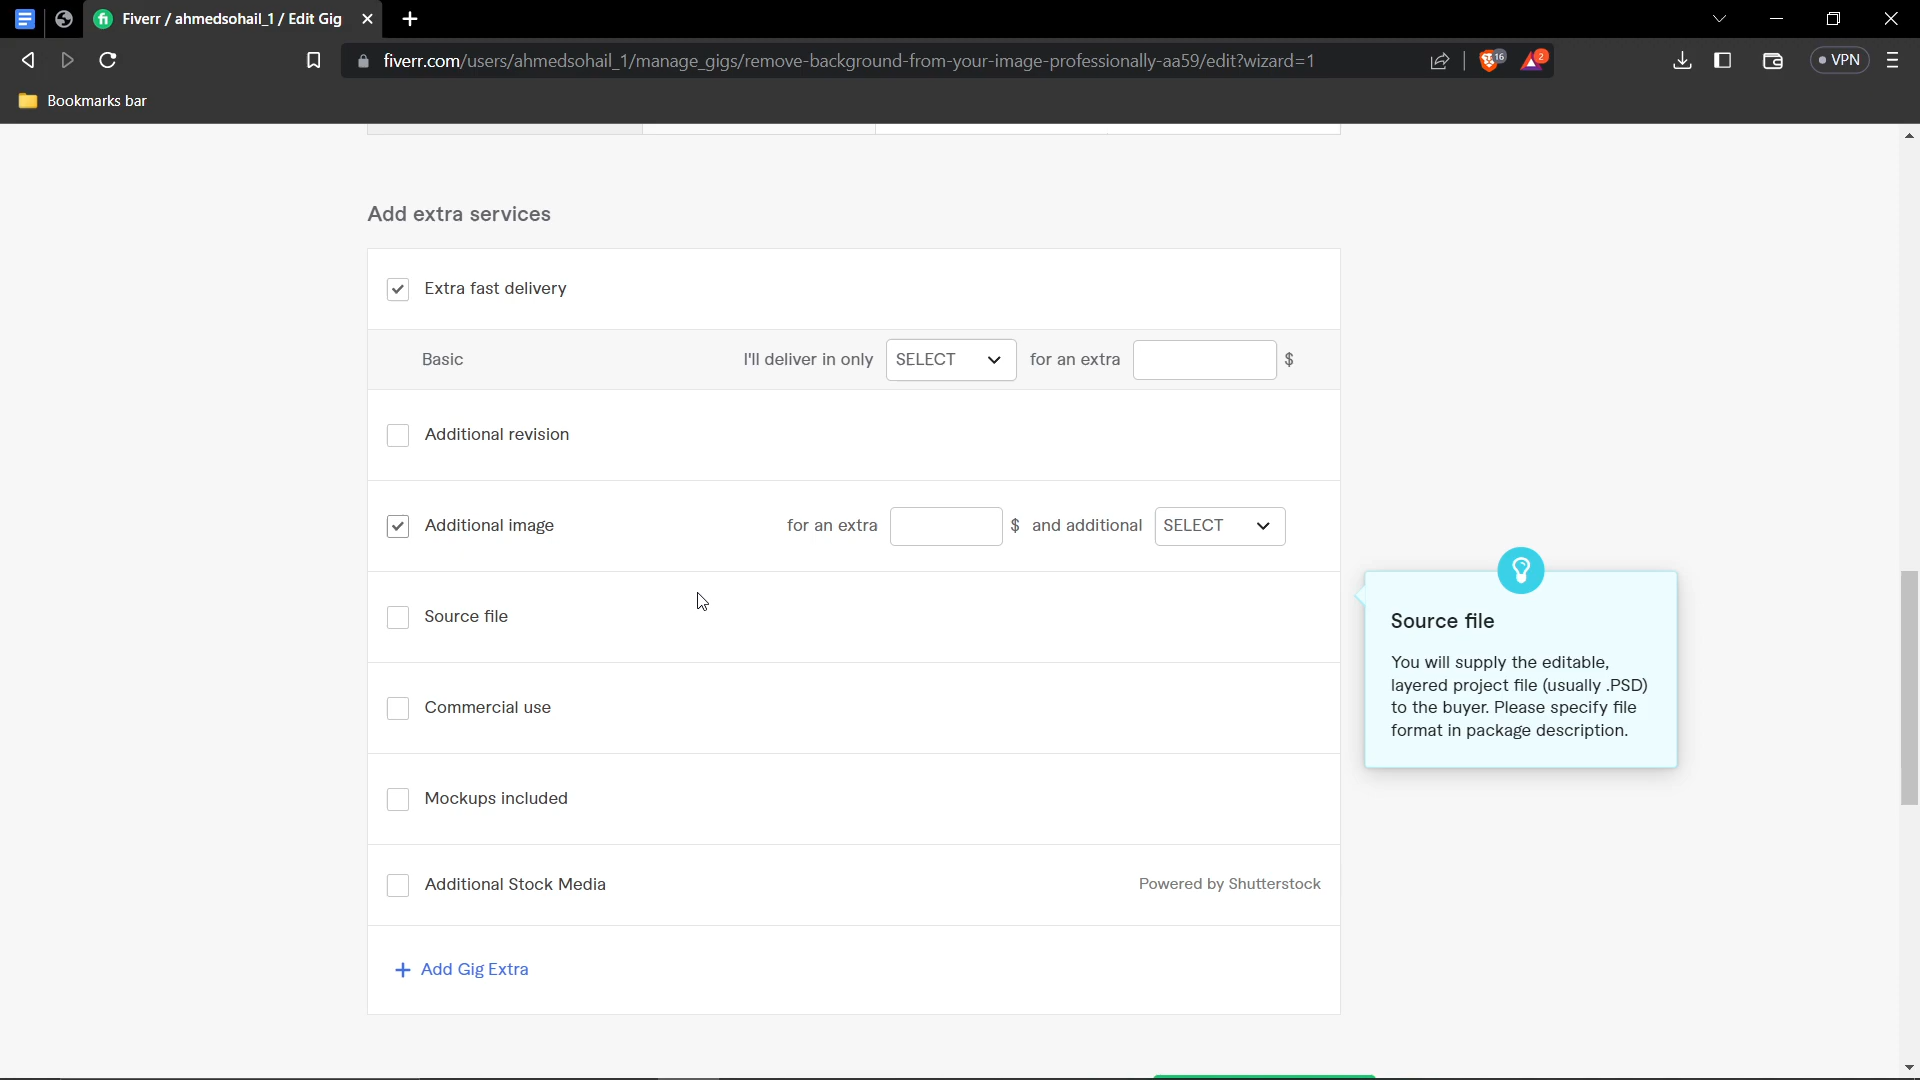 Fiverr / ahmedsohail_1 / Edit Gig
fiverr.com/users/ahmedsohail_1/manage_gigs/remove-background-from-your-image-professionally-aa59/edit?wizard=1
16
2
VPN
Bookmarks bar
Add extra services
Extra fast delivery
Basic I'll deliver in only SELECT for an extra $
Additional revision
Additional image for an extra $ and additional SELECT
Source file
Commercial use
Mockups included
Additional Stock Media Powered by Shutterstock
+ Add Gig Extra
Source file
You will supply the editable,
layered project file (usually .PSD)
to the buyer. Please specify file
format in package description.